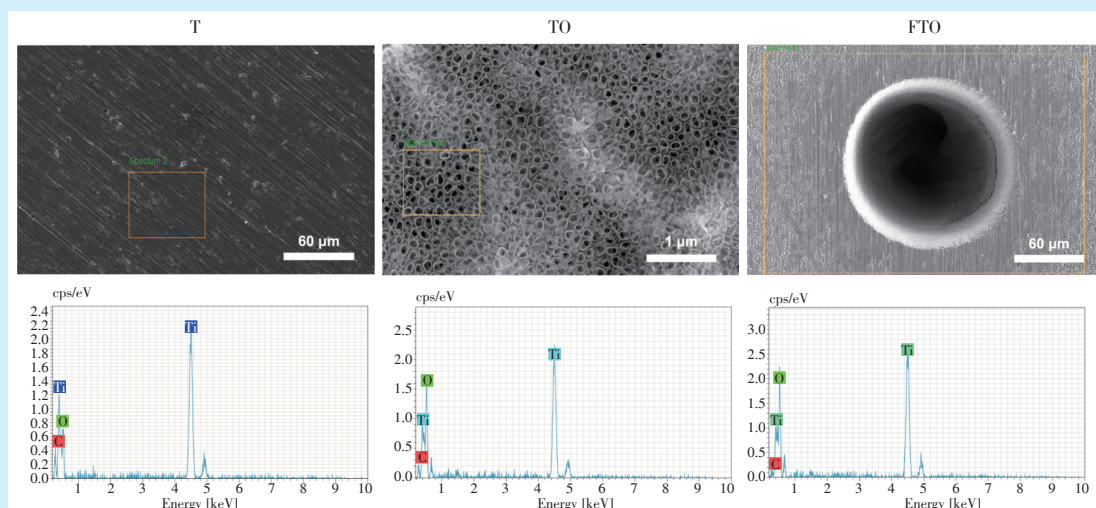 T TO FTO
Spectum 2
60 μm
1 μm
60 μm
cps/eV
2.4
2.2
2.0
1.8
1.6
1.4
1.2
1.0
0.8
0.6
0.4
0.2
0.0
Ti
O
C
Ti
1 2 3 4 5 6 7 8 9 10
Energy [keV]
cps/eV
2.5
2.0
1.5
1.0
0.5
0.0
O
Ti
C
Ti
1 2 3 4 5 6 7 8 9 10
Energy [keV]
cps/eV
3.0
2.5
2.0
1.5
1.0
0.5
0.0
O
Ti
C
Ti
1 2 3 4 5 6 7 8 9 10
Energy [keV]